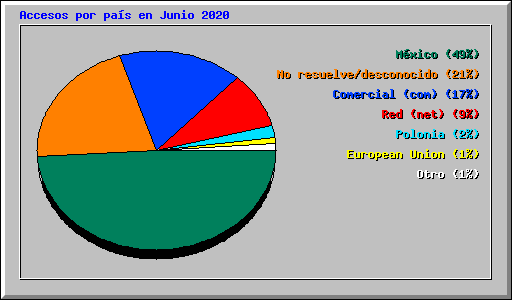 Accesos por país en Junio 2020
México (49%)
No resuelve/desconocido (21%)
Comercial (com) (17%)
Red (net) (9%)
Polonia (2%)
European Union (1%)
Otro (1%)